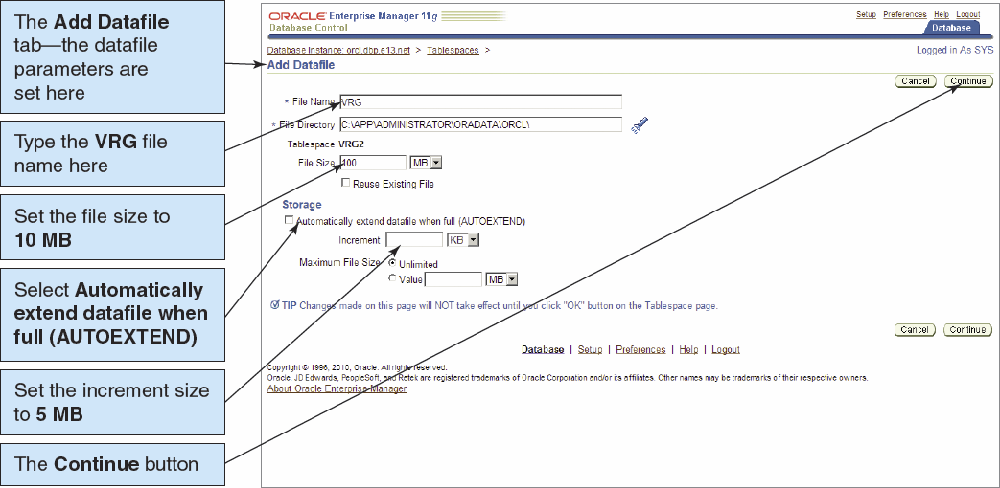 The Add Datafile
tab—the datafile
parameters are
set here
Type the VRG file
name here
Set the file size to
10 MB
Select Automatically
extend datafile when
full (AUTOEXTEND)
Set the increment size
to 5 MB
The Continue button
ORACLE Enterprise Manager 11g
Database Control
Setup Preferences Help Logout
Database
Database Instance: orcl.dbp.e13.net > Tablespaces >
Logged in As SYS
Add Datafile
Cancel Continue
* File Name VRG
* File Directory C:\APP\ADMINISTRATOR\ORADATA\ORCL\
Tablespace VRG2
File Size 100 MB
Reuse Existing File
Storage
Automatically extend datafile when full (AUTOEXTEND)
Increment KB
Maximum File Size Unlimited
Value MB
TIP Changes made on this page will NOT take effect until you click "OK" button on the Tablespace page.
Cancel Continue
Database | Setup | Preferences | Help | Logout
Copyright © 1996, 2010, Oracle. All rights reserved.
Oracle, JD Edwards, PeopleSoft, and Retek are registered trademarks of Oracle Corporation and/or its affiliates. Other names may be trademarks of their respective owners.
About Oracle Enterprise Manager